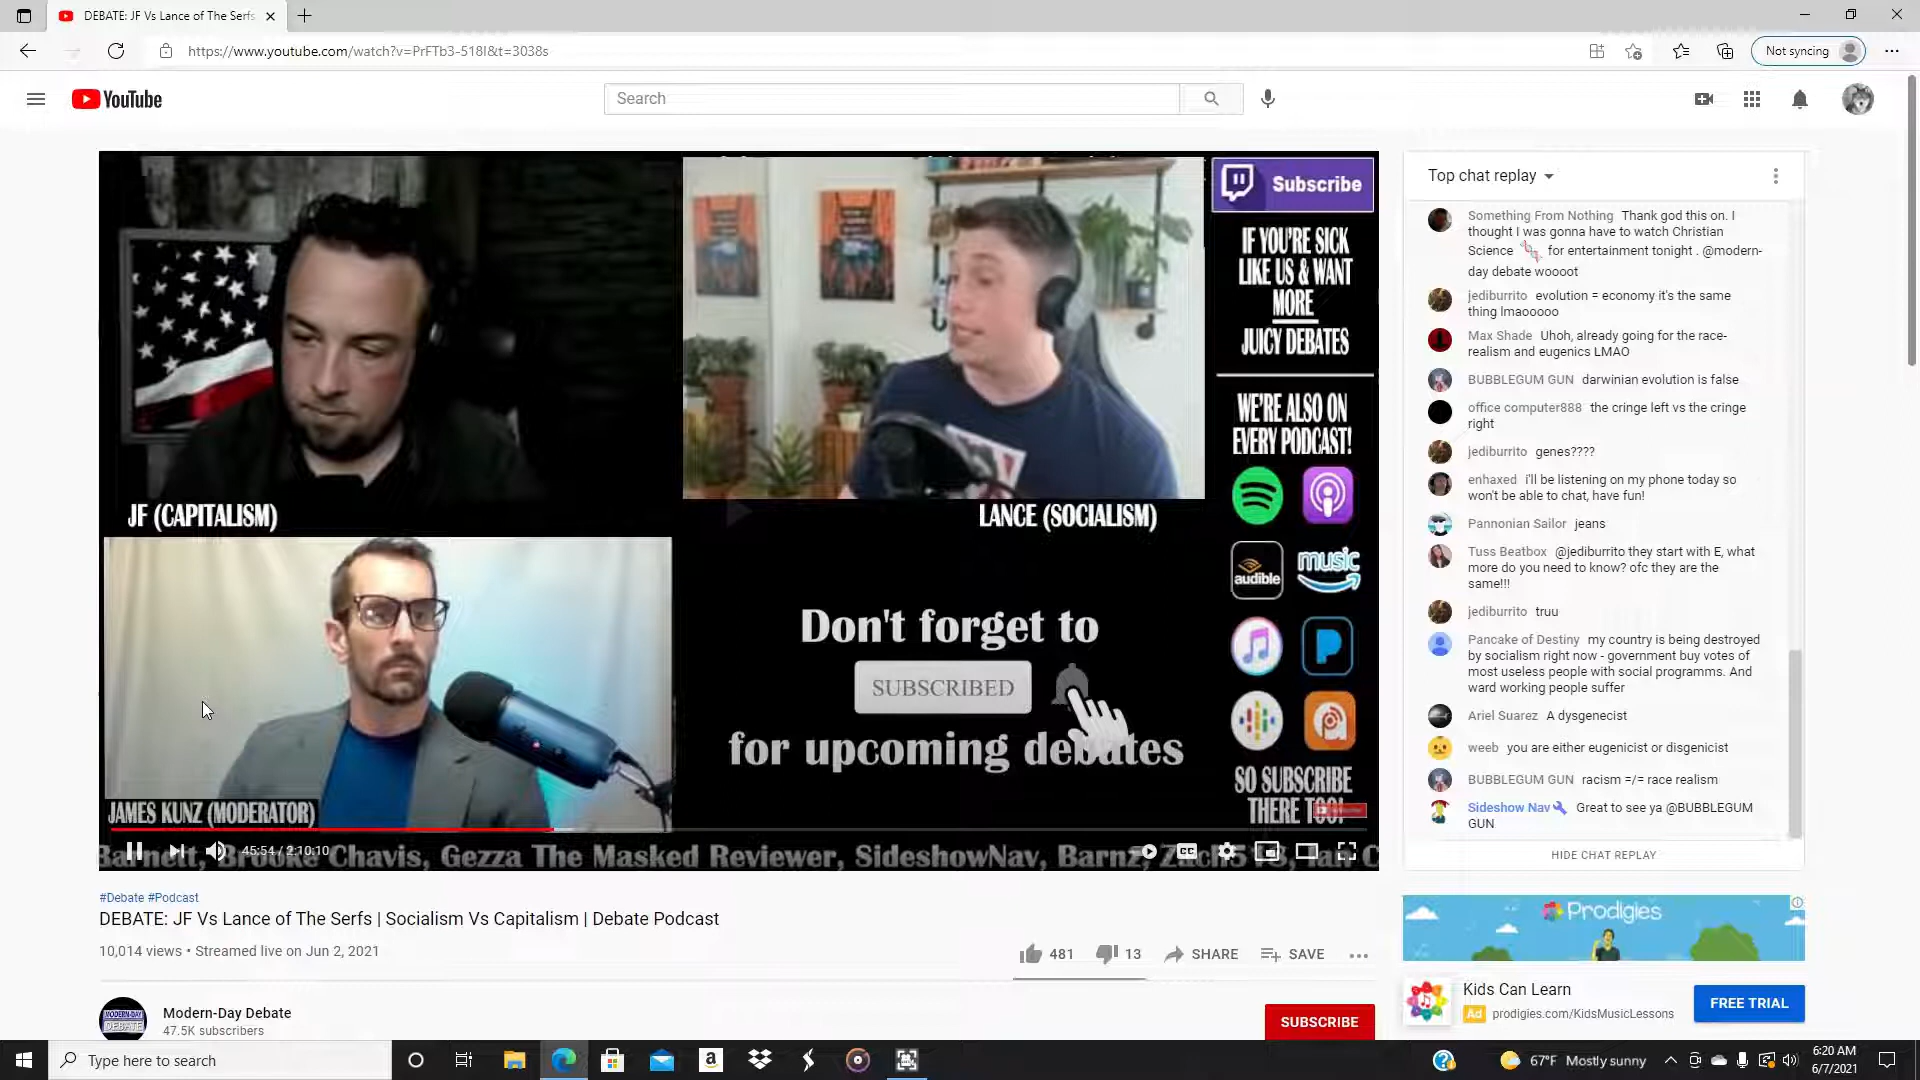 DEBATE: JF Vs Lance of The Serfs
https://www.youtube.com/watch?v=PrFTb3-518I&t=3038s
Not syncing
YouTube
Search
Subscribe
IF YOU'RE SICK
LIKE US & WANT
MORE
JUICY DEBATES
WE'RE ALSO ON
EVERY PODCAST!
audible
music
SO SUBSCRIBE
THERE TOO!
JF (CAPITALISM)
LANCE (SOCIALISM)
Don't forget to
SUBSCRIBED
for upcoming debates
JAMES KUNZ (MODERATOR)
45:54 / 2:10:10
Chavis, Gezza The Masked Reviewer, SideshowNav, Barnz,
CC
Top chat replay
Something From Nothing Thank god this on. I
thought I was gonna have to watch Christian
Science for entertainment tonight . @modern-
day debate woooot
jediburrito evolution = economy it's the same
thing lmaooooo
Max Shade Uhoh, already going for the race-
realism and eugenics LMAO
BUBBLEGUM GUN darwinian evolution is false
office computer888 the cringe left vs the cringe
right
jediburrito genes????
enhaxed i'll be listening on my phone today so
won't be able to chat, have fun!
Pannonian Sailor jeans
Tuss Beatbox @jediburrito they start with E, what
more do you need to know? ofc they are the
same!!!
jediburrito truu
Pancake of Destiny my country is being destroyed
by socialism right now - government buy votes of
most useless people with social programms. And
ward working people suffer
Ariel Suarez A dysgenecist
weeb you are either eugenicist or disgenicist
BUBBLEGUM GUN racism =/= race realism
Sideshow Nav Great to see ya @BUBBLEGUM
GUN
HIDE CHAT REPLAY
#Debate #Podcast
DEBATE: JF Vs Lance of The Serfs | Socialism Vs Capitalism | Debate Podcast
10,014 views • Streamed live on Jun 2, 2021
481
13
SHARE
SAVE
MODERN-DAY
DEBATE
Modern-Day Debate
47.5K subscribers
SUBSCRIBE
Prodigies
Kids Can Learn
Ad prodigies.com/KidsMusicLessons
FREE TRIAL
Type here to search
67°F Mostly sunny
6:20 AM
6/7/2021